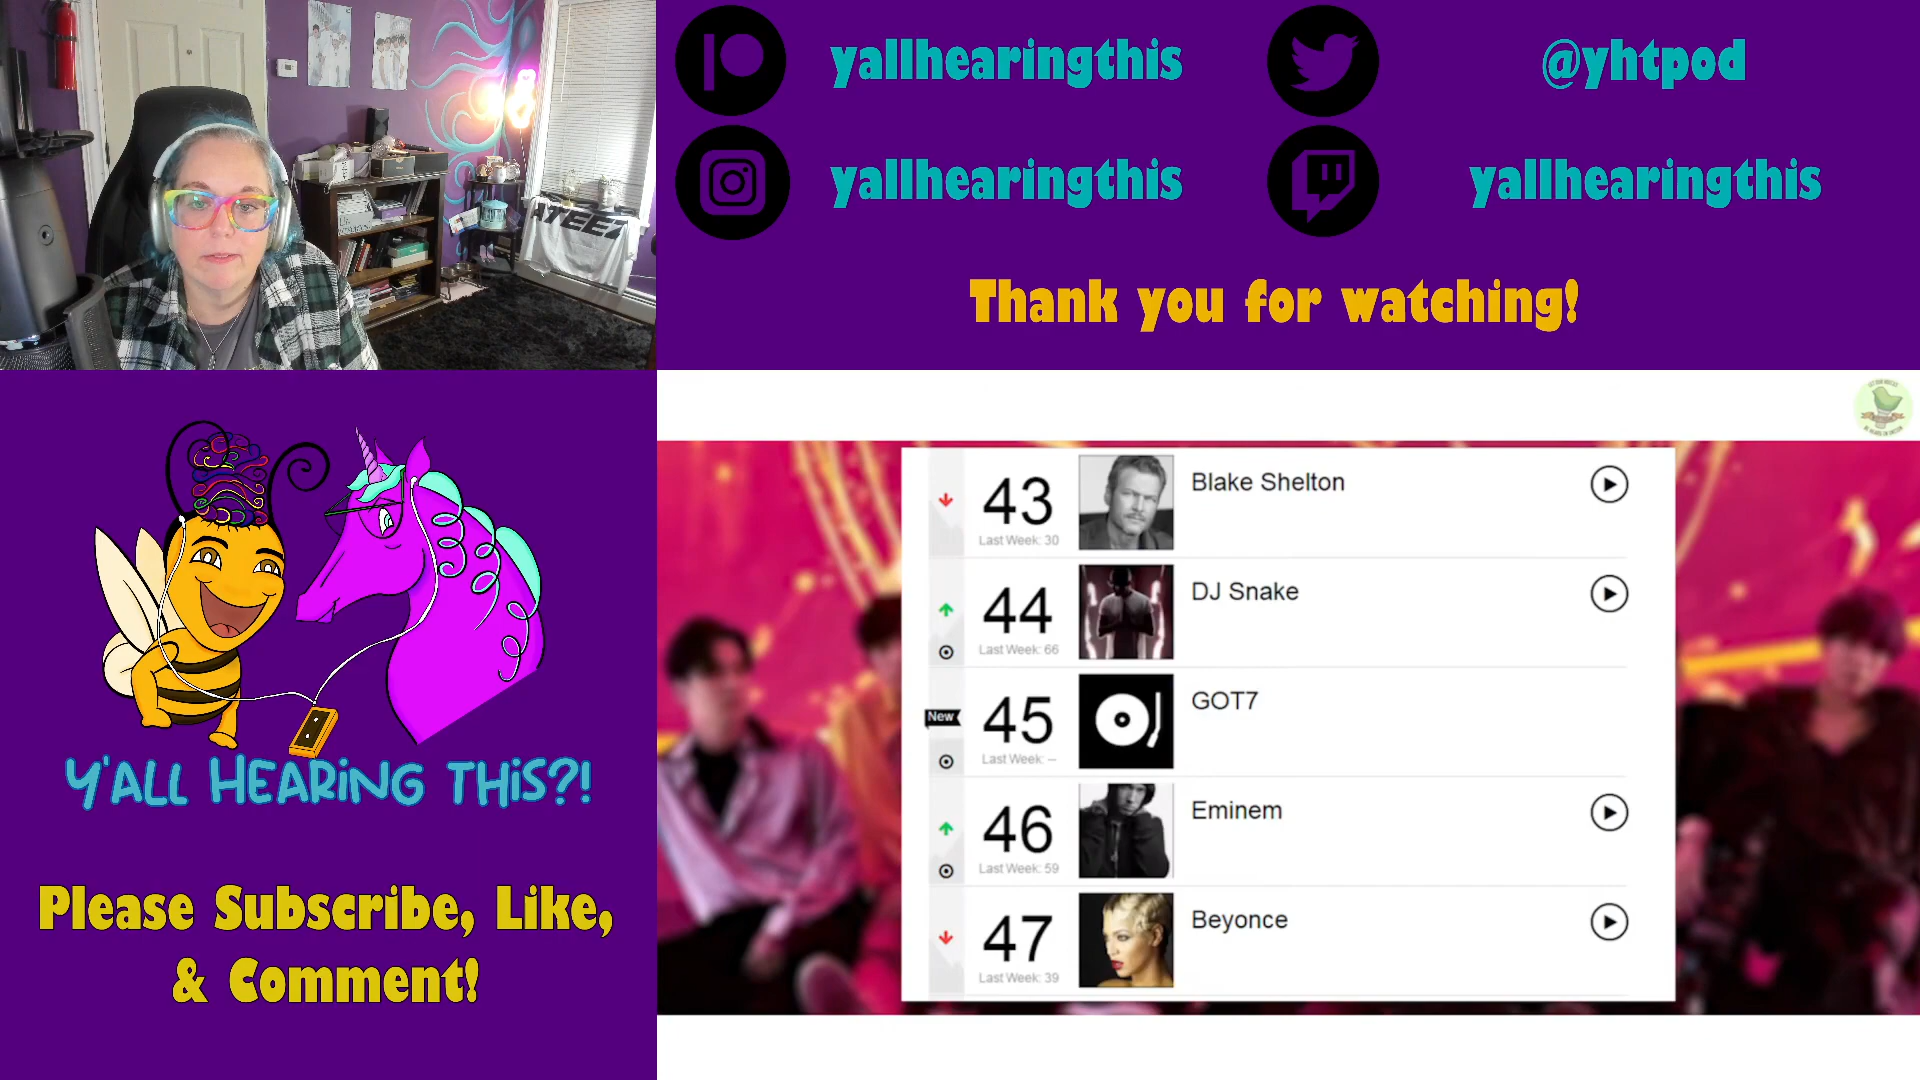 yallhearingthis
@yhtpod
yallhearingthis
yallhearingthis
Thank you for watching!
ATEEZ
43
Last Week: 30
Blake Shelton
44
Last Week: 66
DJ Snake
New
45
Last Week: --
GOT7
46
Last Week: 59
Eminem
47
Last Week: 39
Beyonce
Y'ALL HEARING THIS?!
Please Subscribe, Like,
& Comment!